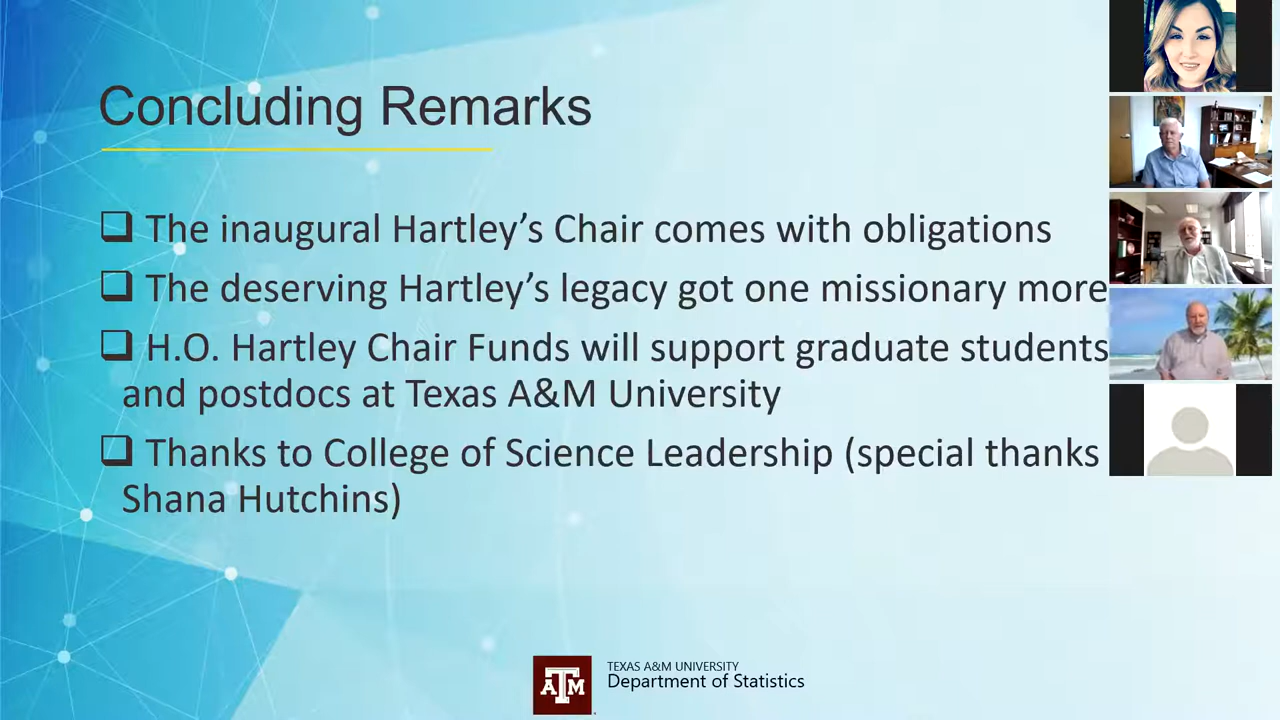 Concluding Remarks
The inaugural Hartley’s Chair comes with obligations
The deserving Hartley’s legacy got one missionary more
H.O. Hartley Chair Funds will support graduate students
and postdocs at Texas A&M University
Thanks to College of Science Leadership (special thanks
Shana Hutchins)
TEXAS A&M UNIVERSITY
Department of Statistics
ATM